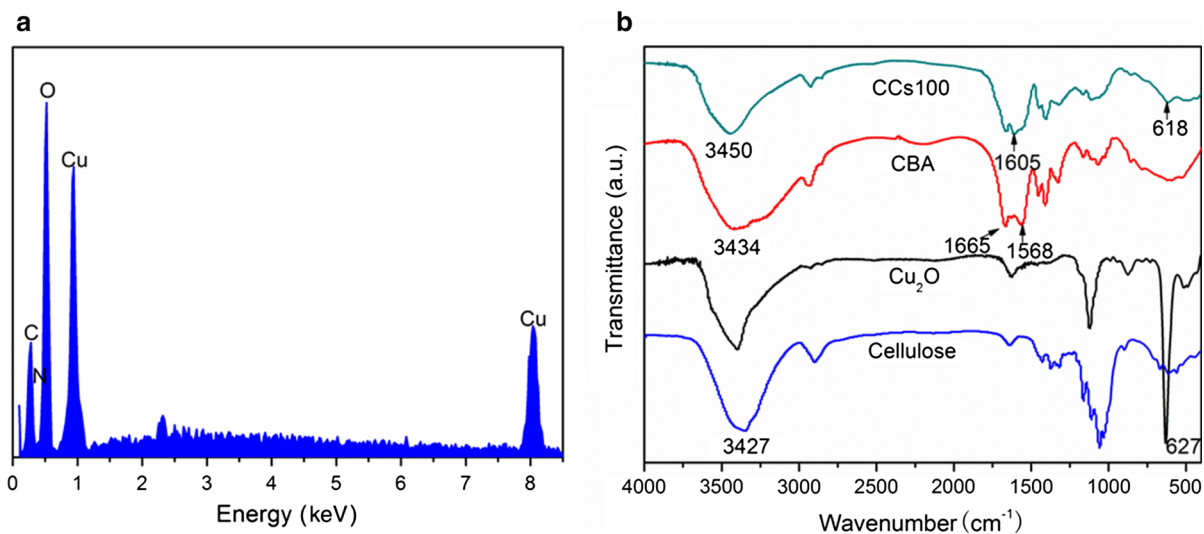 a
O
Cu
C
N
Cu
0 1 2 3 4 5 6 7 8
Energy (keV)
b
CCs100
618
3450
1605
CBA
3434
1665
1568
Cu₂O
Cellulose
3427
627
Transmittance (a.u.)
4000 3500 3000 2500 2000 1500 1000 500
Wavenumber (cm⁻¹)